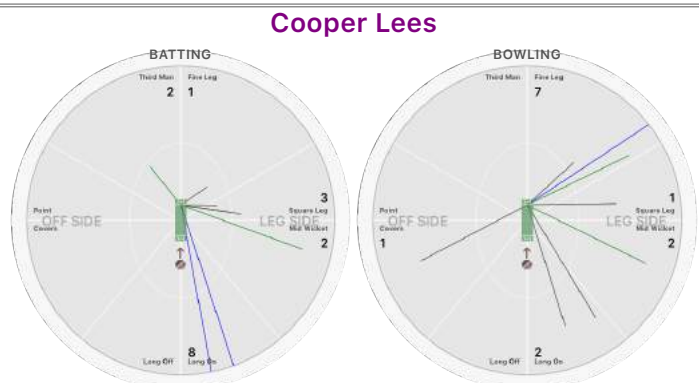 Cooper Lees
BATTING
Third Man Fine Leg
2 1
3
Point Square Leg
OFF SIDE LEG SIDE
Covers Mid Wicket
2
8
Long Off Long On
BOWLING
Third Man Fine Leg
7
1
Point Square Leg
OFF SIDE LEG SIDE
Covers Mid Wicket
1 2
2
Long Off Long On